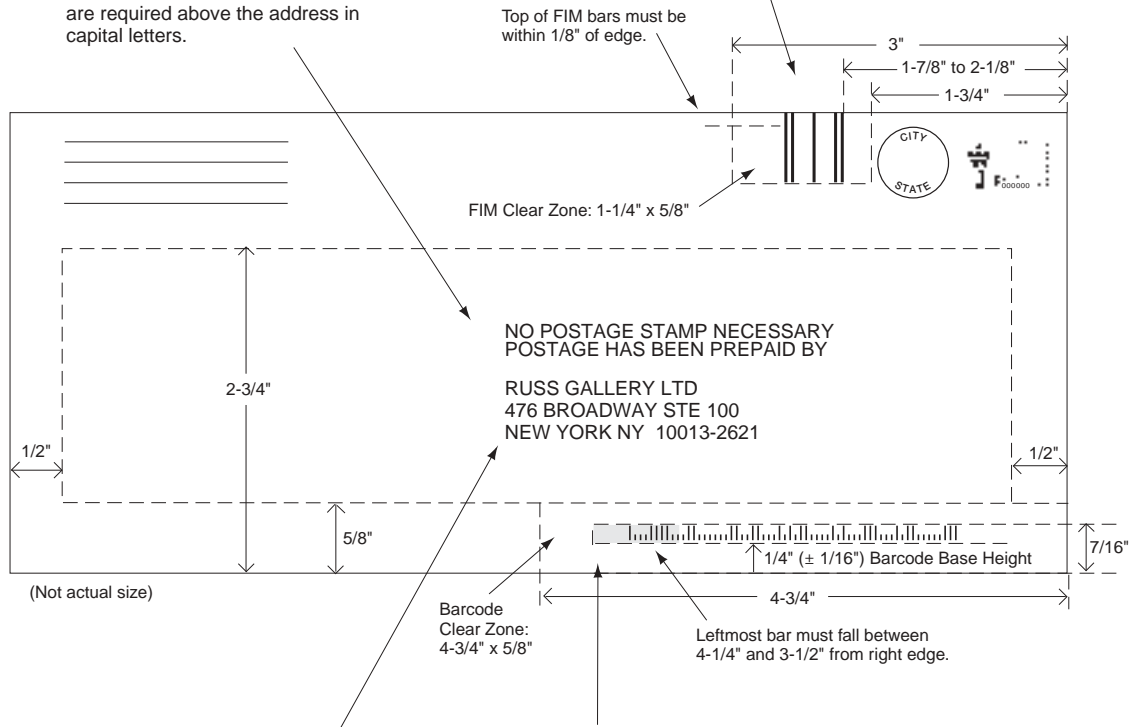 are required above the address in
capital letters.
Top of FIM bars must be
within 1/8" of edge.
3"
1-7/8" to 2-1/8"
1-3/4"
CITY
STATE
000000
FIM Clear Zone: 1-1/4" x 5/8"
NO POSTAGE STAMP NECESSARY
POSTAGE HAS BEEN PREPAID BY
RUSS GALLERY LTD
476 BROADWAY STE 100
NEW YORK NY  10013-2621
2-3/4"
1/2"
1/2"
5/8"
7/16"
1/4" (± 1/16") Barcode Base Height
(Not actual size)
4-3/4"
Barcode
Clear Zone:
4-3/4" x 5/8"
Leftmost bar must fall between
4-1/4" and 3-1/2" from right edge.